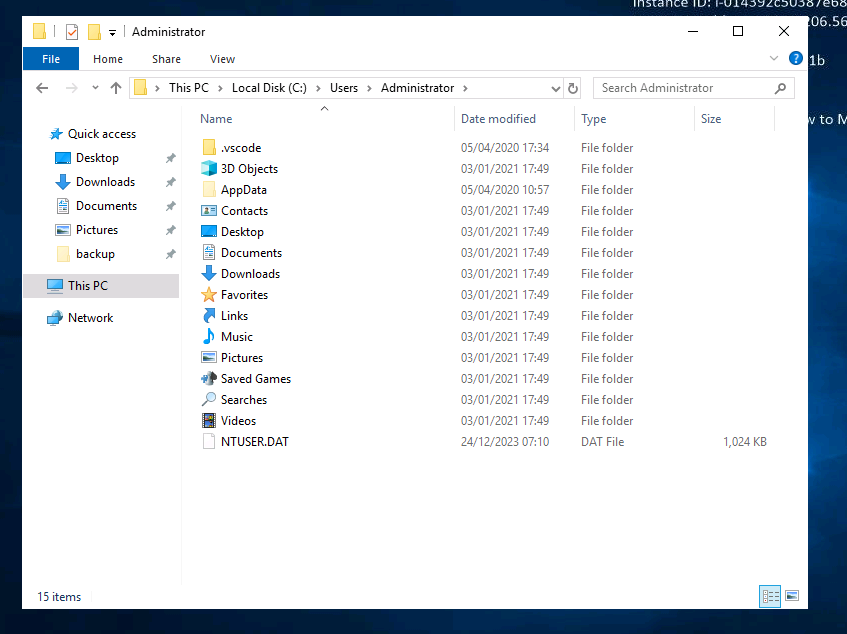 Instance ID: i-014392c50387e68
Administrator
206.56
File Home Share View
1b
This PC Local Disk (C:) Users Administrator
Search Administrator
Name Date modified Type Size
w to M
Quick access
Desktop
Downloads
Documents
Pictures
backup
This PC
Network
.vscode 05/04/2020 17:34 File folder
3D Objects 03/01/2021 17:49 File folder
AppData 05/04/2020 10:57 File folder
Contacts 03/01/2021 17:49 File folder
Desktop 03/01/2021 17:49 File folder
Documents 03/01/2021 17:49 File folder
Downloads 03/01/2021 17:49 File folder
Favorites 03/01/2021 17:49 File folder
Links 03/01/2021 17:49 File folder
Music 03/01/2021 17:49 File folder
Pictures 03/01/2021 17:49 File folder
Saved Games 03/01/2021 17:49 File folder
Searches 03/01/2021 17:49 File folder
Videos 03/01/2021 17:49 File folder
NTUSER.DAT 24/12/2023 07:10 DAT File 1,024 KB
15 items